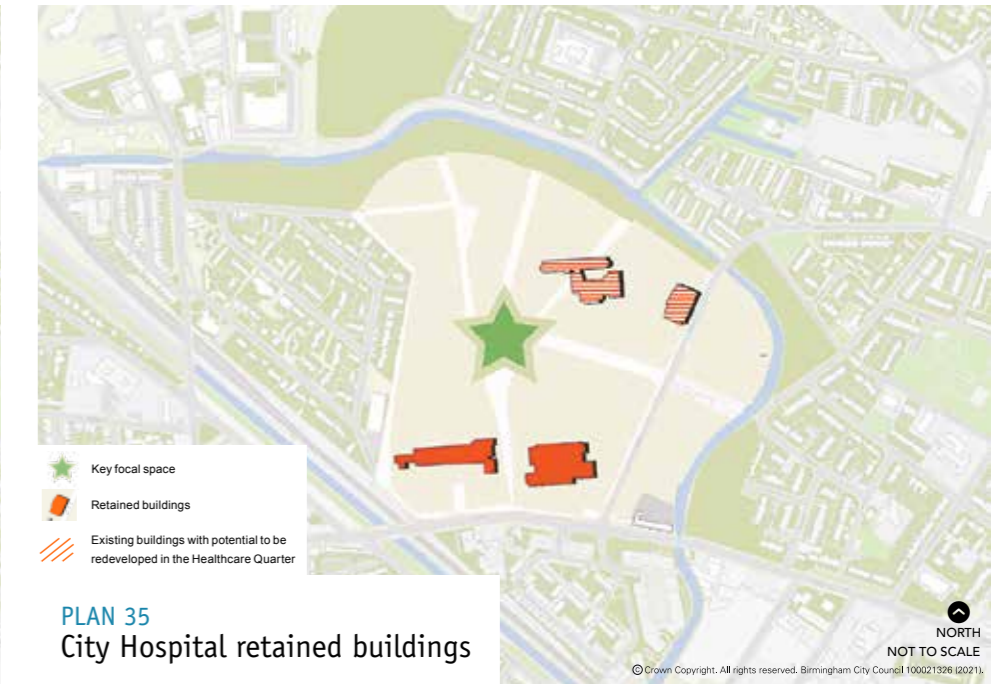 Key focal space
Retained buildings
Existing buildings with potential to be
redeveloped in the Healthcare Quarter
PLAN 35
City Hospital retained buildings
NORTH
NOT TO SCALE
© Crown Copyright. All rights reserved. Birmingham City Council 100021326 (2021).